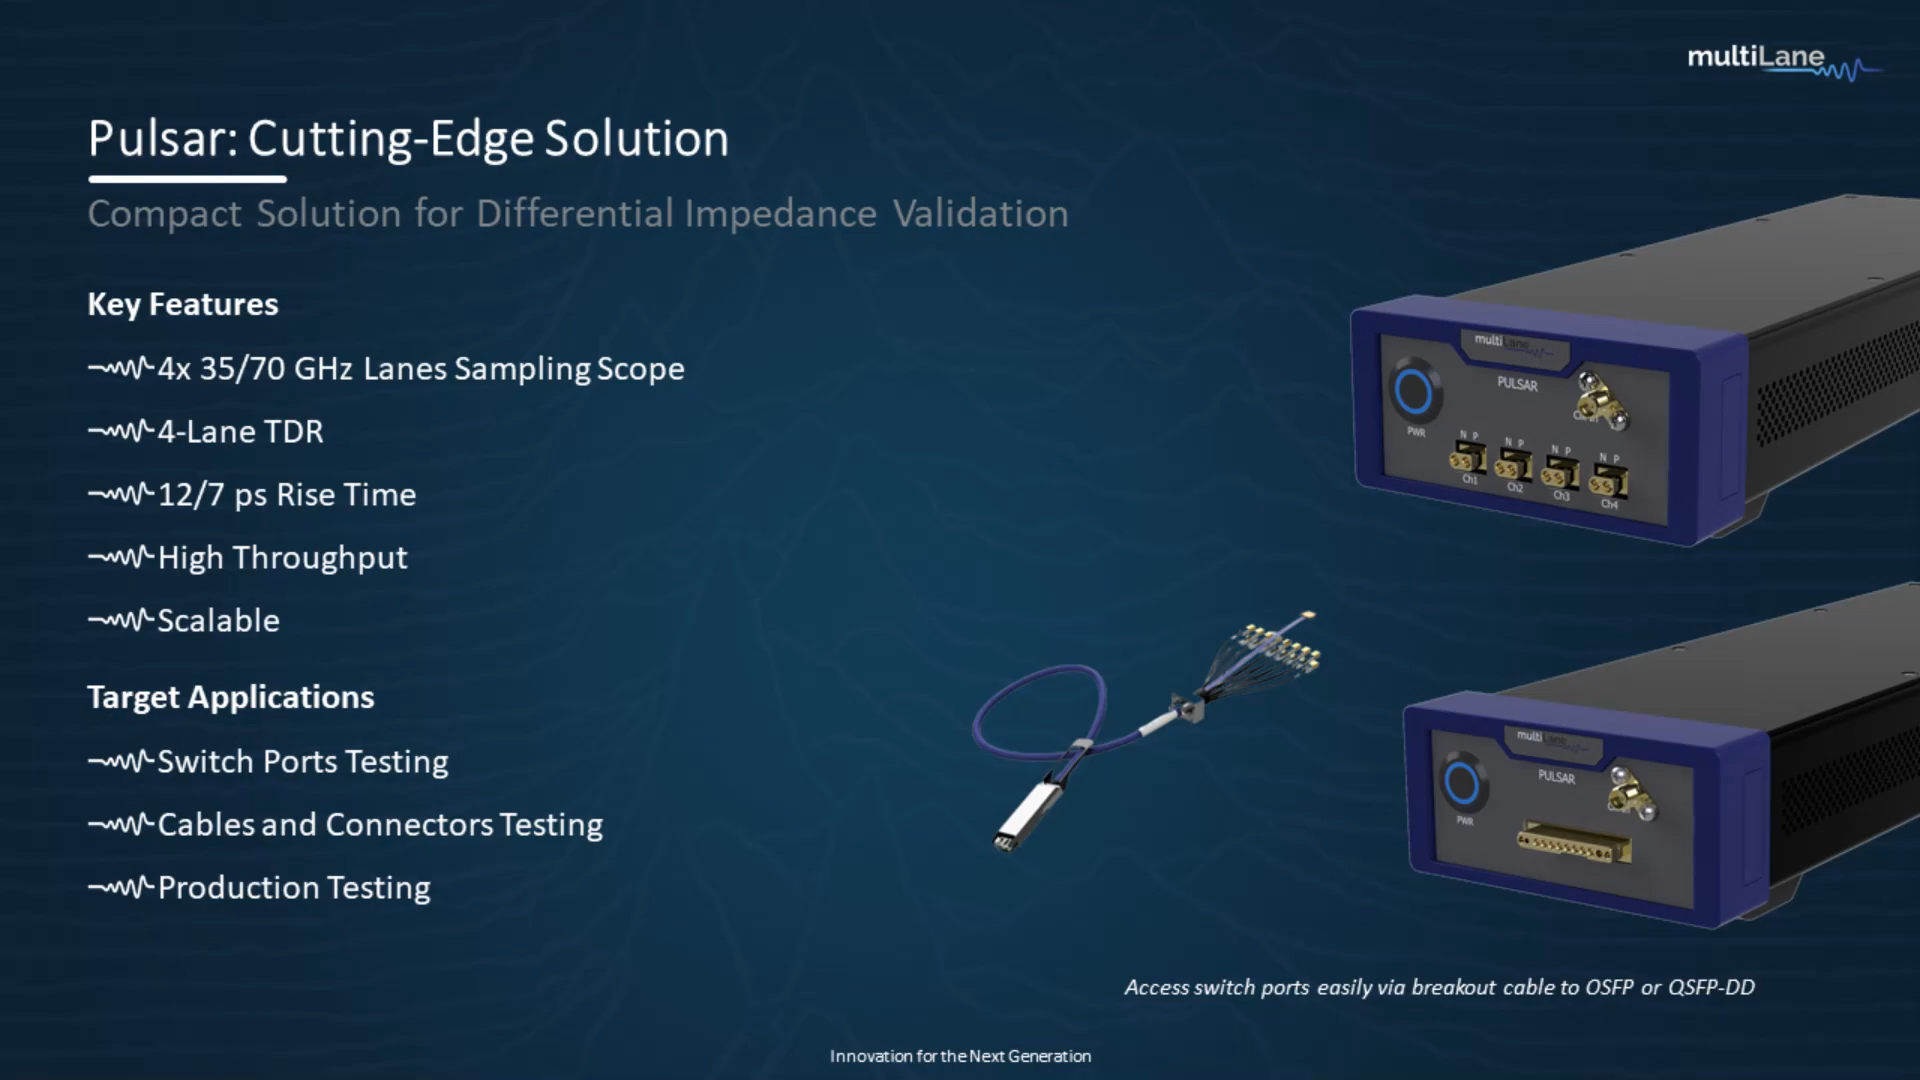 multiLane
Pulsar: Cutting-Edge Solution
Compact Solution for Differential Impedance Validation
Key Features
4x 35/70 GHz Lanes Sampling Scope
4-Lane TDR
12/7 ps Rise Time
High Throughput
Scalable
Target Applications
Switch Ports Testing
Cables and Connectors Testing
Production Testing
multiLane
PULSAR
PWR
N P N P N P N P
Ch1 Ch2 Ch3 Ch4
multiLane
PULSAR
PWR
Access switch ports easily via breakout cable to OSFP or QSFP-DD
Innovation for the Next Generation